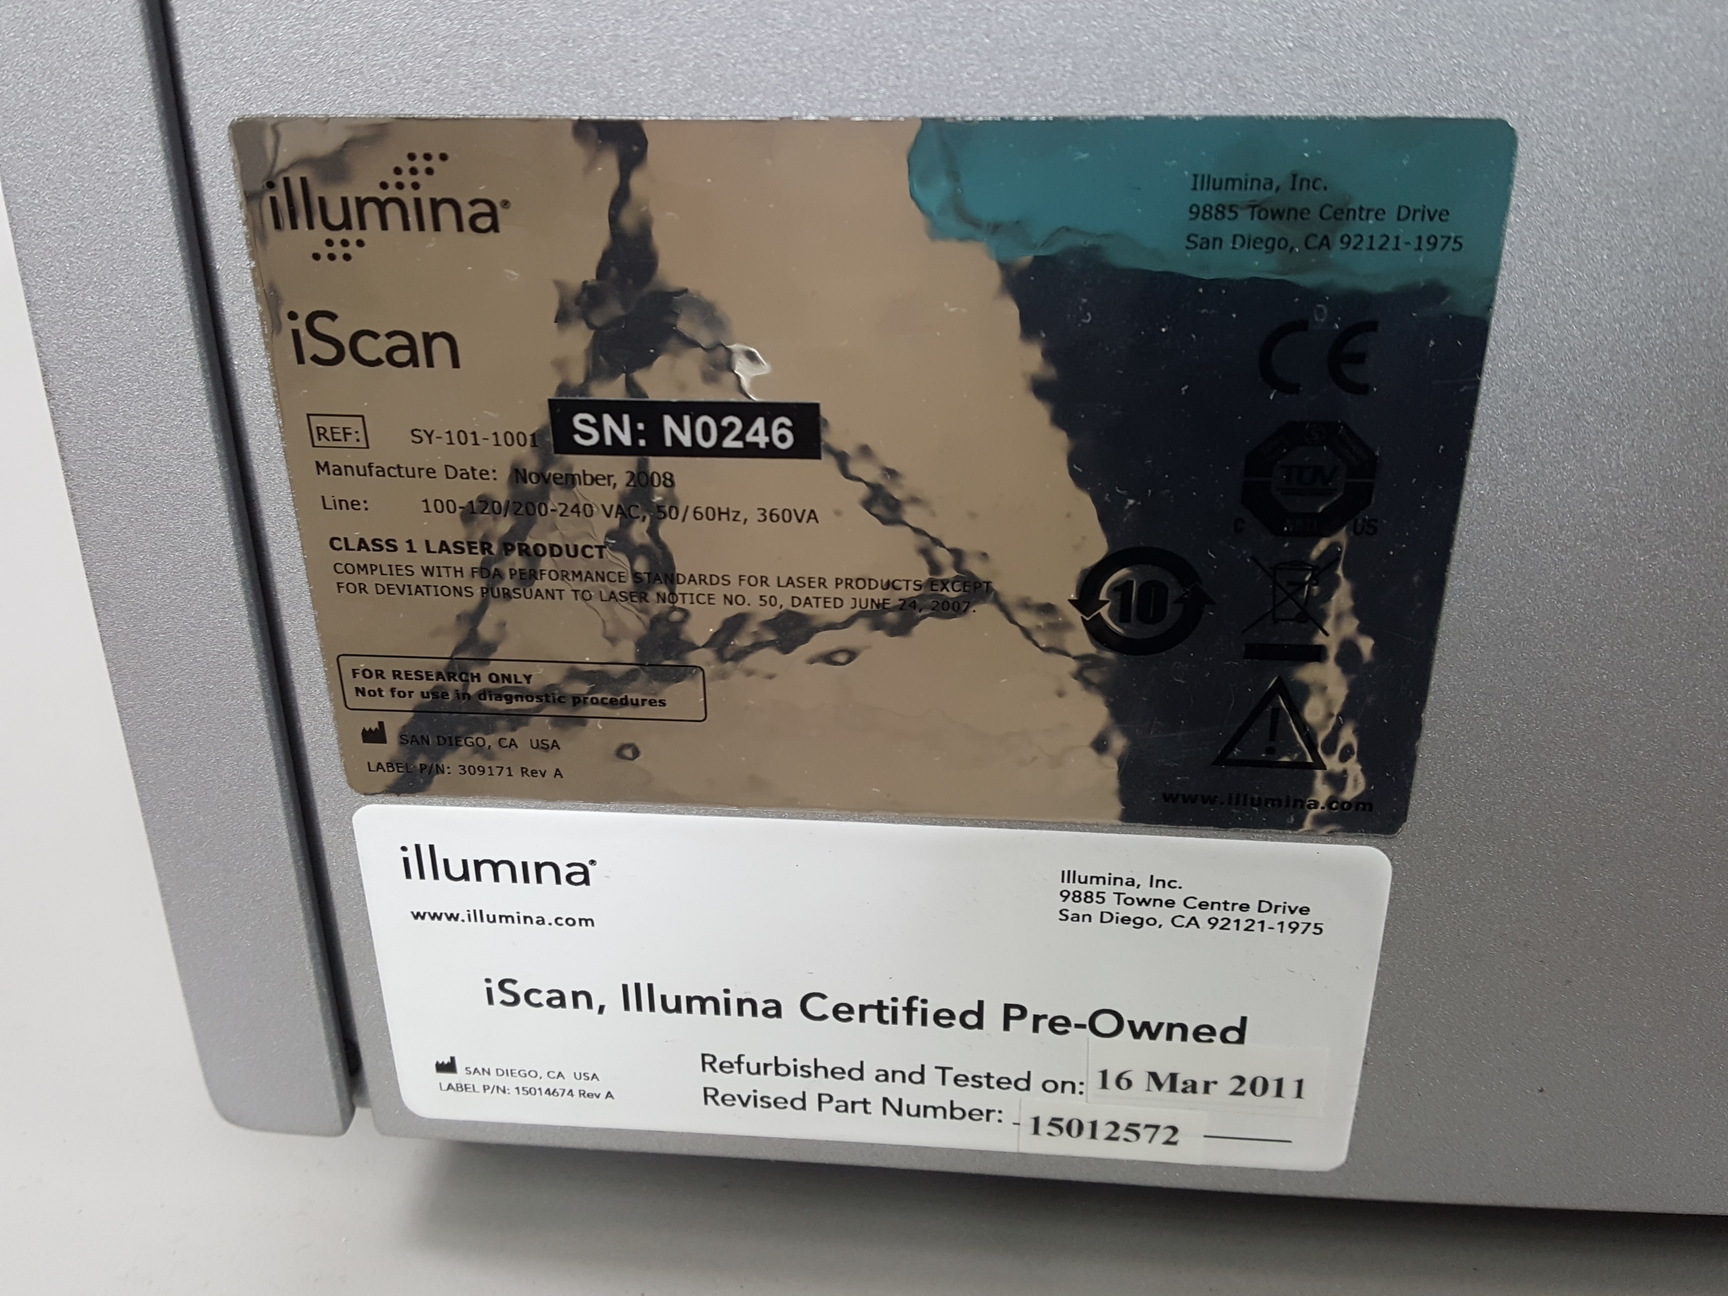 illumina®
Illumina, Inc.
9885 Towne Centre Drive
San Diego, CA 92121-1975
iScan
CE
REF: SY-101-1001 SN: N0246
Manufacture Date: November, 2008
Line: 100-120/200-240 VAC, 50/60Hz, 360VA
TÜV
C US
CLASS 1 LASER PRODUCT
COMPLIES WITH FDA PERFORMANCE STANDARDS FOR LASER PRODUCTS EXCEPT
FOR DEVIATIONS PURSUANT TO LASER NOTICE NO. 50, DATED JUNE 24, 2007.
10
FOR RESEARCH ONLY
Not for use in diagnostic procedures
SAN DIEGO, CA USA
LABEL P/N: 309171 Rev A
!
www.illumina.com
illumina®
www.illumina.com
Illumina, Inc.
9885 Towne Centre Drive
San Diego, CA 92121-1975
iScan, Illumina Certified Pre-Owned
SAN DIEGO, CA USA
LABEL P/N: 15014674 Rev A
Refurbished and Tested on: 16 Mar 2011
Revised Part Number: 15012572